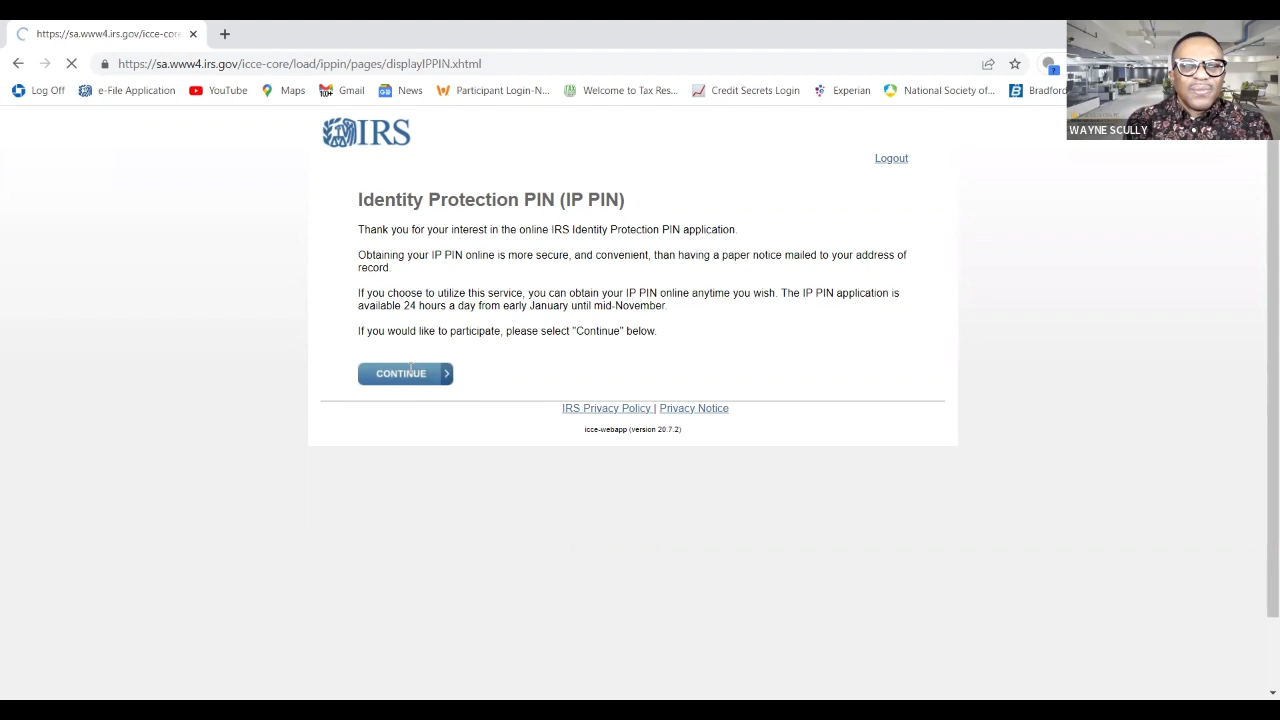 https://sa.www4.irs.gov/icce-core
https://sa.www4.irs.gov/icce-core/load/ippin/pages/displayIPPIN.xhtml
Log Off e-File Application YouTube Maps Gmail News Participant Login-N... Welcome to Tax Res... Credit Secrets Login Experian National Society of... Bradford
WAYNE SCULLY
IRS
Logout
Identity Protection PIN (IP PIN)
Thank you for your interest in the online IRS Identity Protection PIN application.
Obtaining your IP PIN online is more secure, and convenient, than having a paper notice mailed to your address of
record.
If you choose to utilize this service, you can obtain your IP PIN online anytime you wish. The IP PIN application is
available 24 hours a day from early January until mid-November.
If you would like to participate, please select "Continue" below.
CONTINUE
IRS Privacy Policy | Privacy Notice
icce-webapp (version 20.7.2)